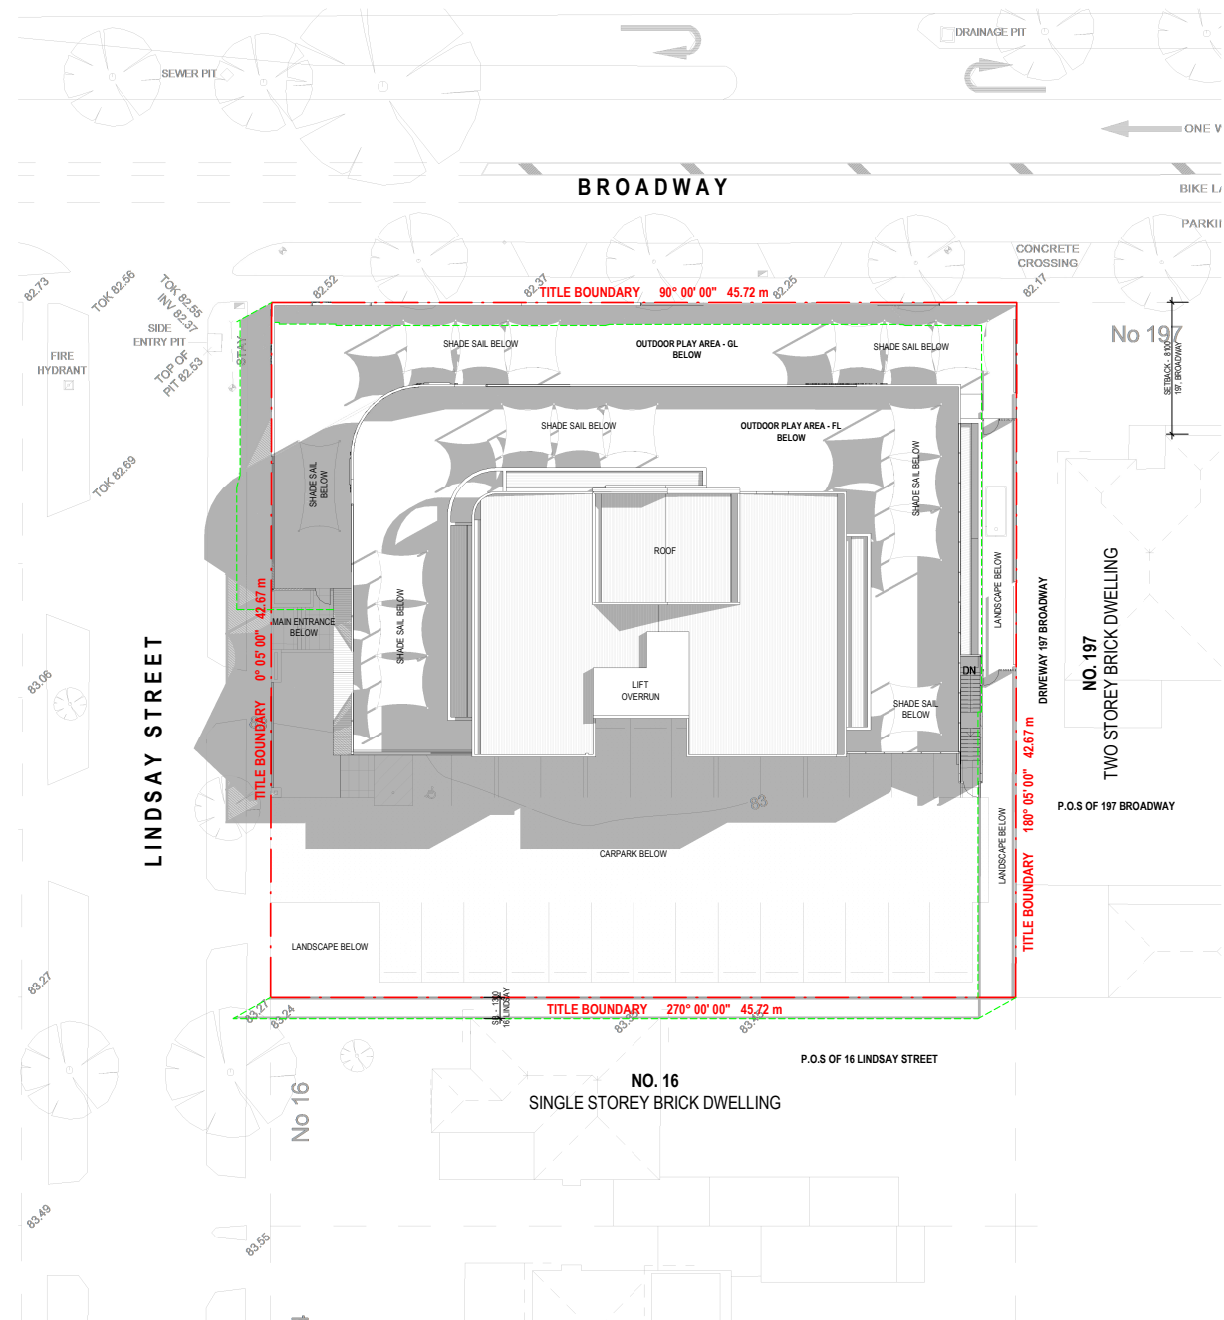 DRAINAGE PIT
SEWER PIT
ONE W
BROADWAY
BIKE LA
PARKI
CONCRETE
CROSSING
82.73
TOK 82.56
TOK 82.55
INV 82.37
82.52
82.37
82.25
82.17
TITLE BOUNDARY 90° 00' 00" 45.72 m
SIDE
ENTRY PIT
TOP OF
PIT 82.53
STAY
FIRE
HYDRANT
SHADE SAIL BELOW
OUTDOOR PLAY AREA - GL
BELOW
SHADE SAIL BELOW
No 197
SETBACK - 8100
197, BROADWAY
SHADE SAIL BELOW
OUTDOOR PLAY AREA - FL
BELOW
TOK 82.69
SHADE SAIL
BELOW
SHADE SAIL BELOW
ROOF
LANDSCAPE BELOW
DRIVEWAY 197 BROADWAY
NO. 197
TWO STOREY BRICK DWELLING
TITLE BOUNDARY 0° 05' 00" 42.67 m
MAIN ENTRANCE
BELOW
SHADE SAIL BELOW
LINDSAY STREET
83.06
LIFT
OVERRUN
DN
SHADE SAIL
BELOW
TITLE BOUNDARY 180° 05' 00" 42.67 m
83
P.O.S OF 197 BROADWAY
CARPARK BELOW
LANDSCAPE BELOW
LANDSCAPE BELOW
83.27
83.27
83.24
16 LINDSAY
TITLE BOUNDARY 270° 00' 00" 45.72 m
P.O.S OF 16 LINDSAY STREET
NO. 16
SINGLE STOREY BRICK DWELLING
No 16
83.49
83.55